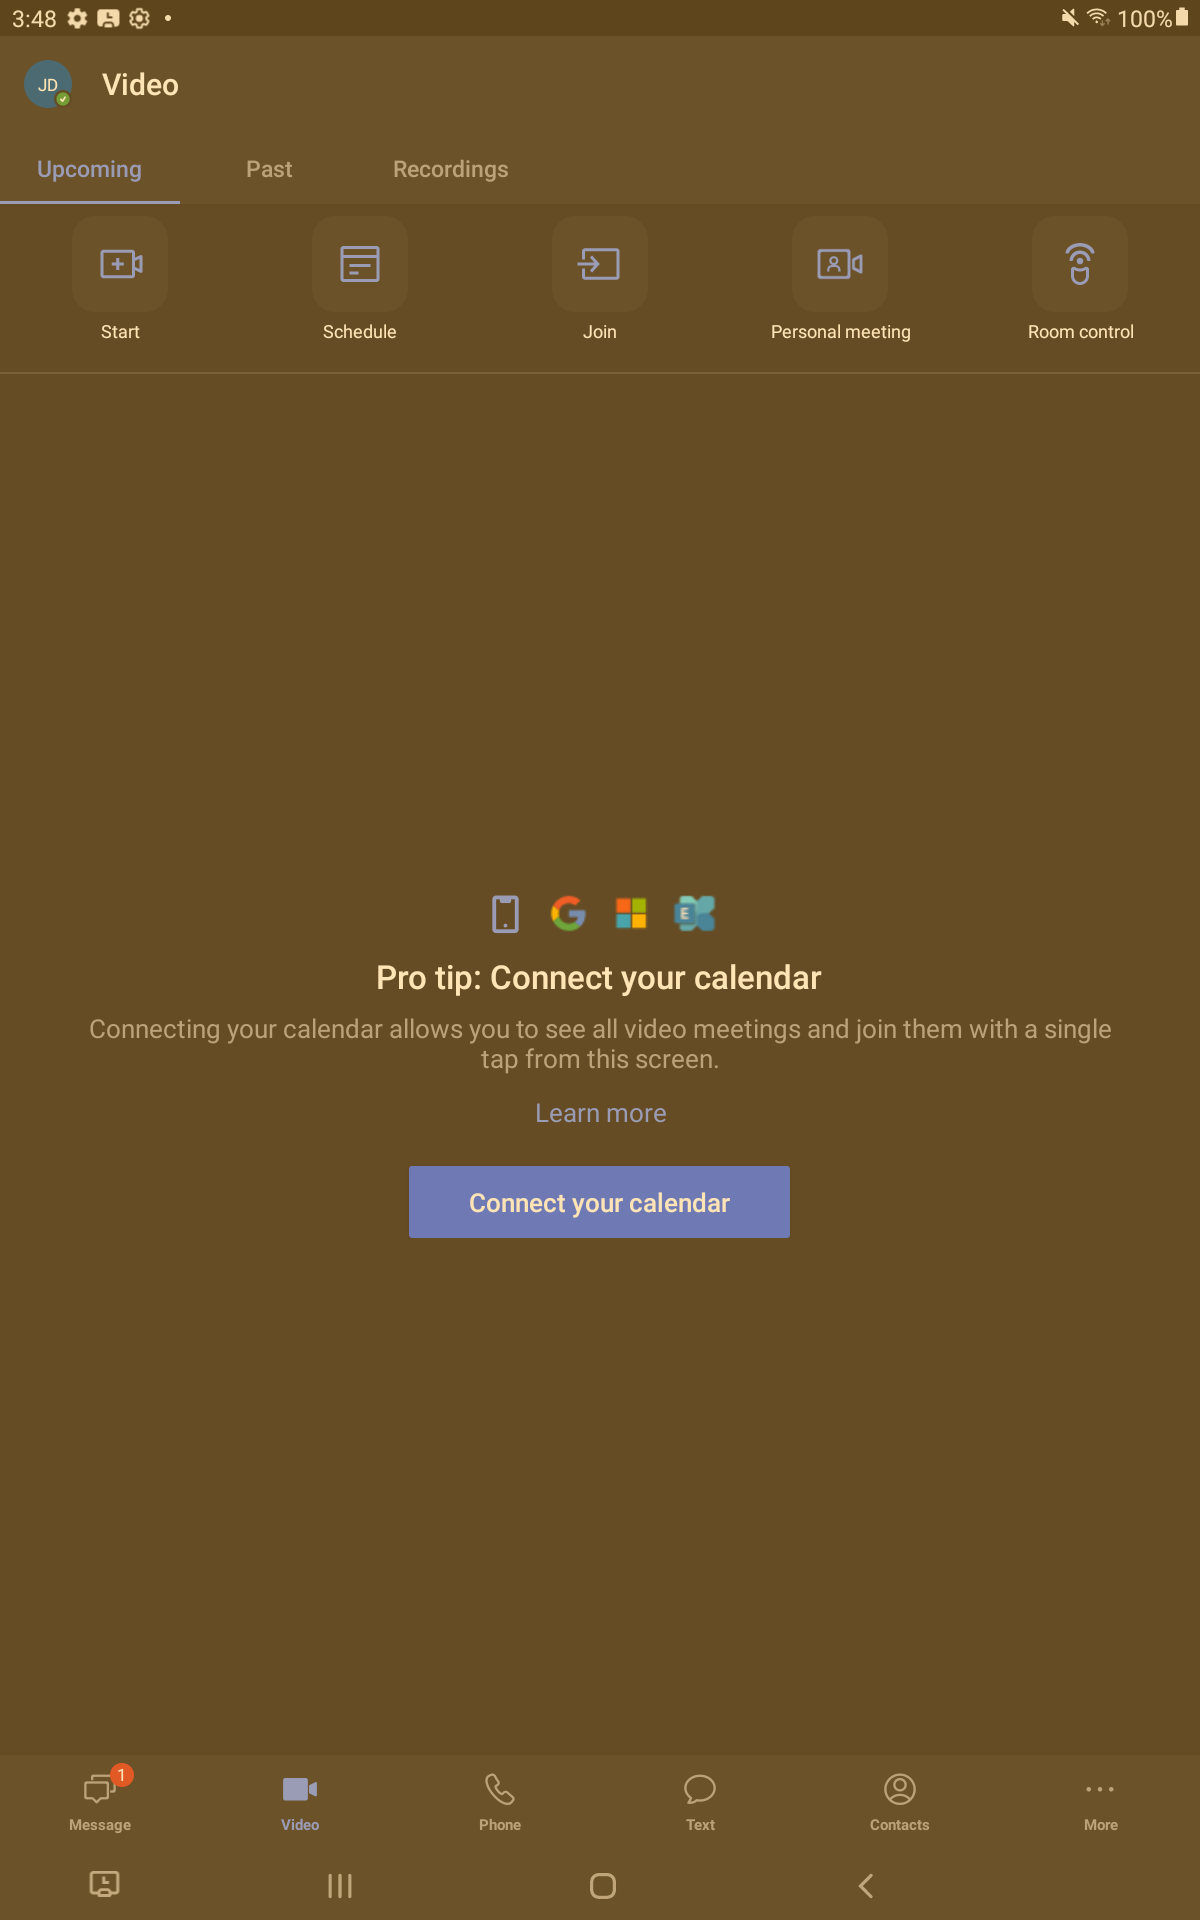 3:48
100%
JD
Video
Upcoming
Past
Recordings
Start
Schedule
Join
Personal meeting
Room control
E
Pro tip: Connect your calendar
Connecting your calendar allows you to see all video meetings and join them with a single
tap from this screen.
Learn more
Connect your calendar
1
Message
Video
Phone
Text
Contacts
More